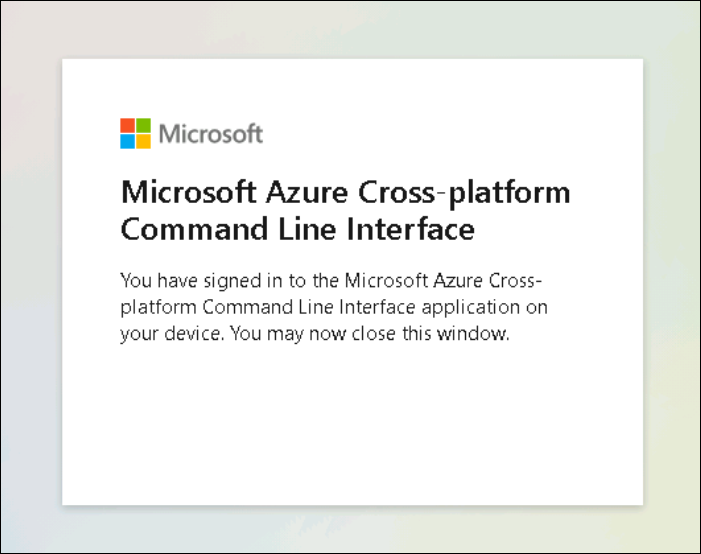 Microsoft
Microsoft Azure Cross-platform
Command Line Interface
You have signed in to the Microsoft Azure Cross-
platform Command Line Interface application on
your device. You may now close this window.